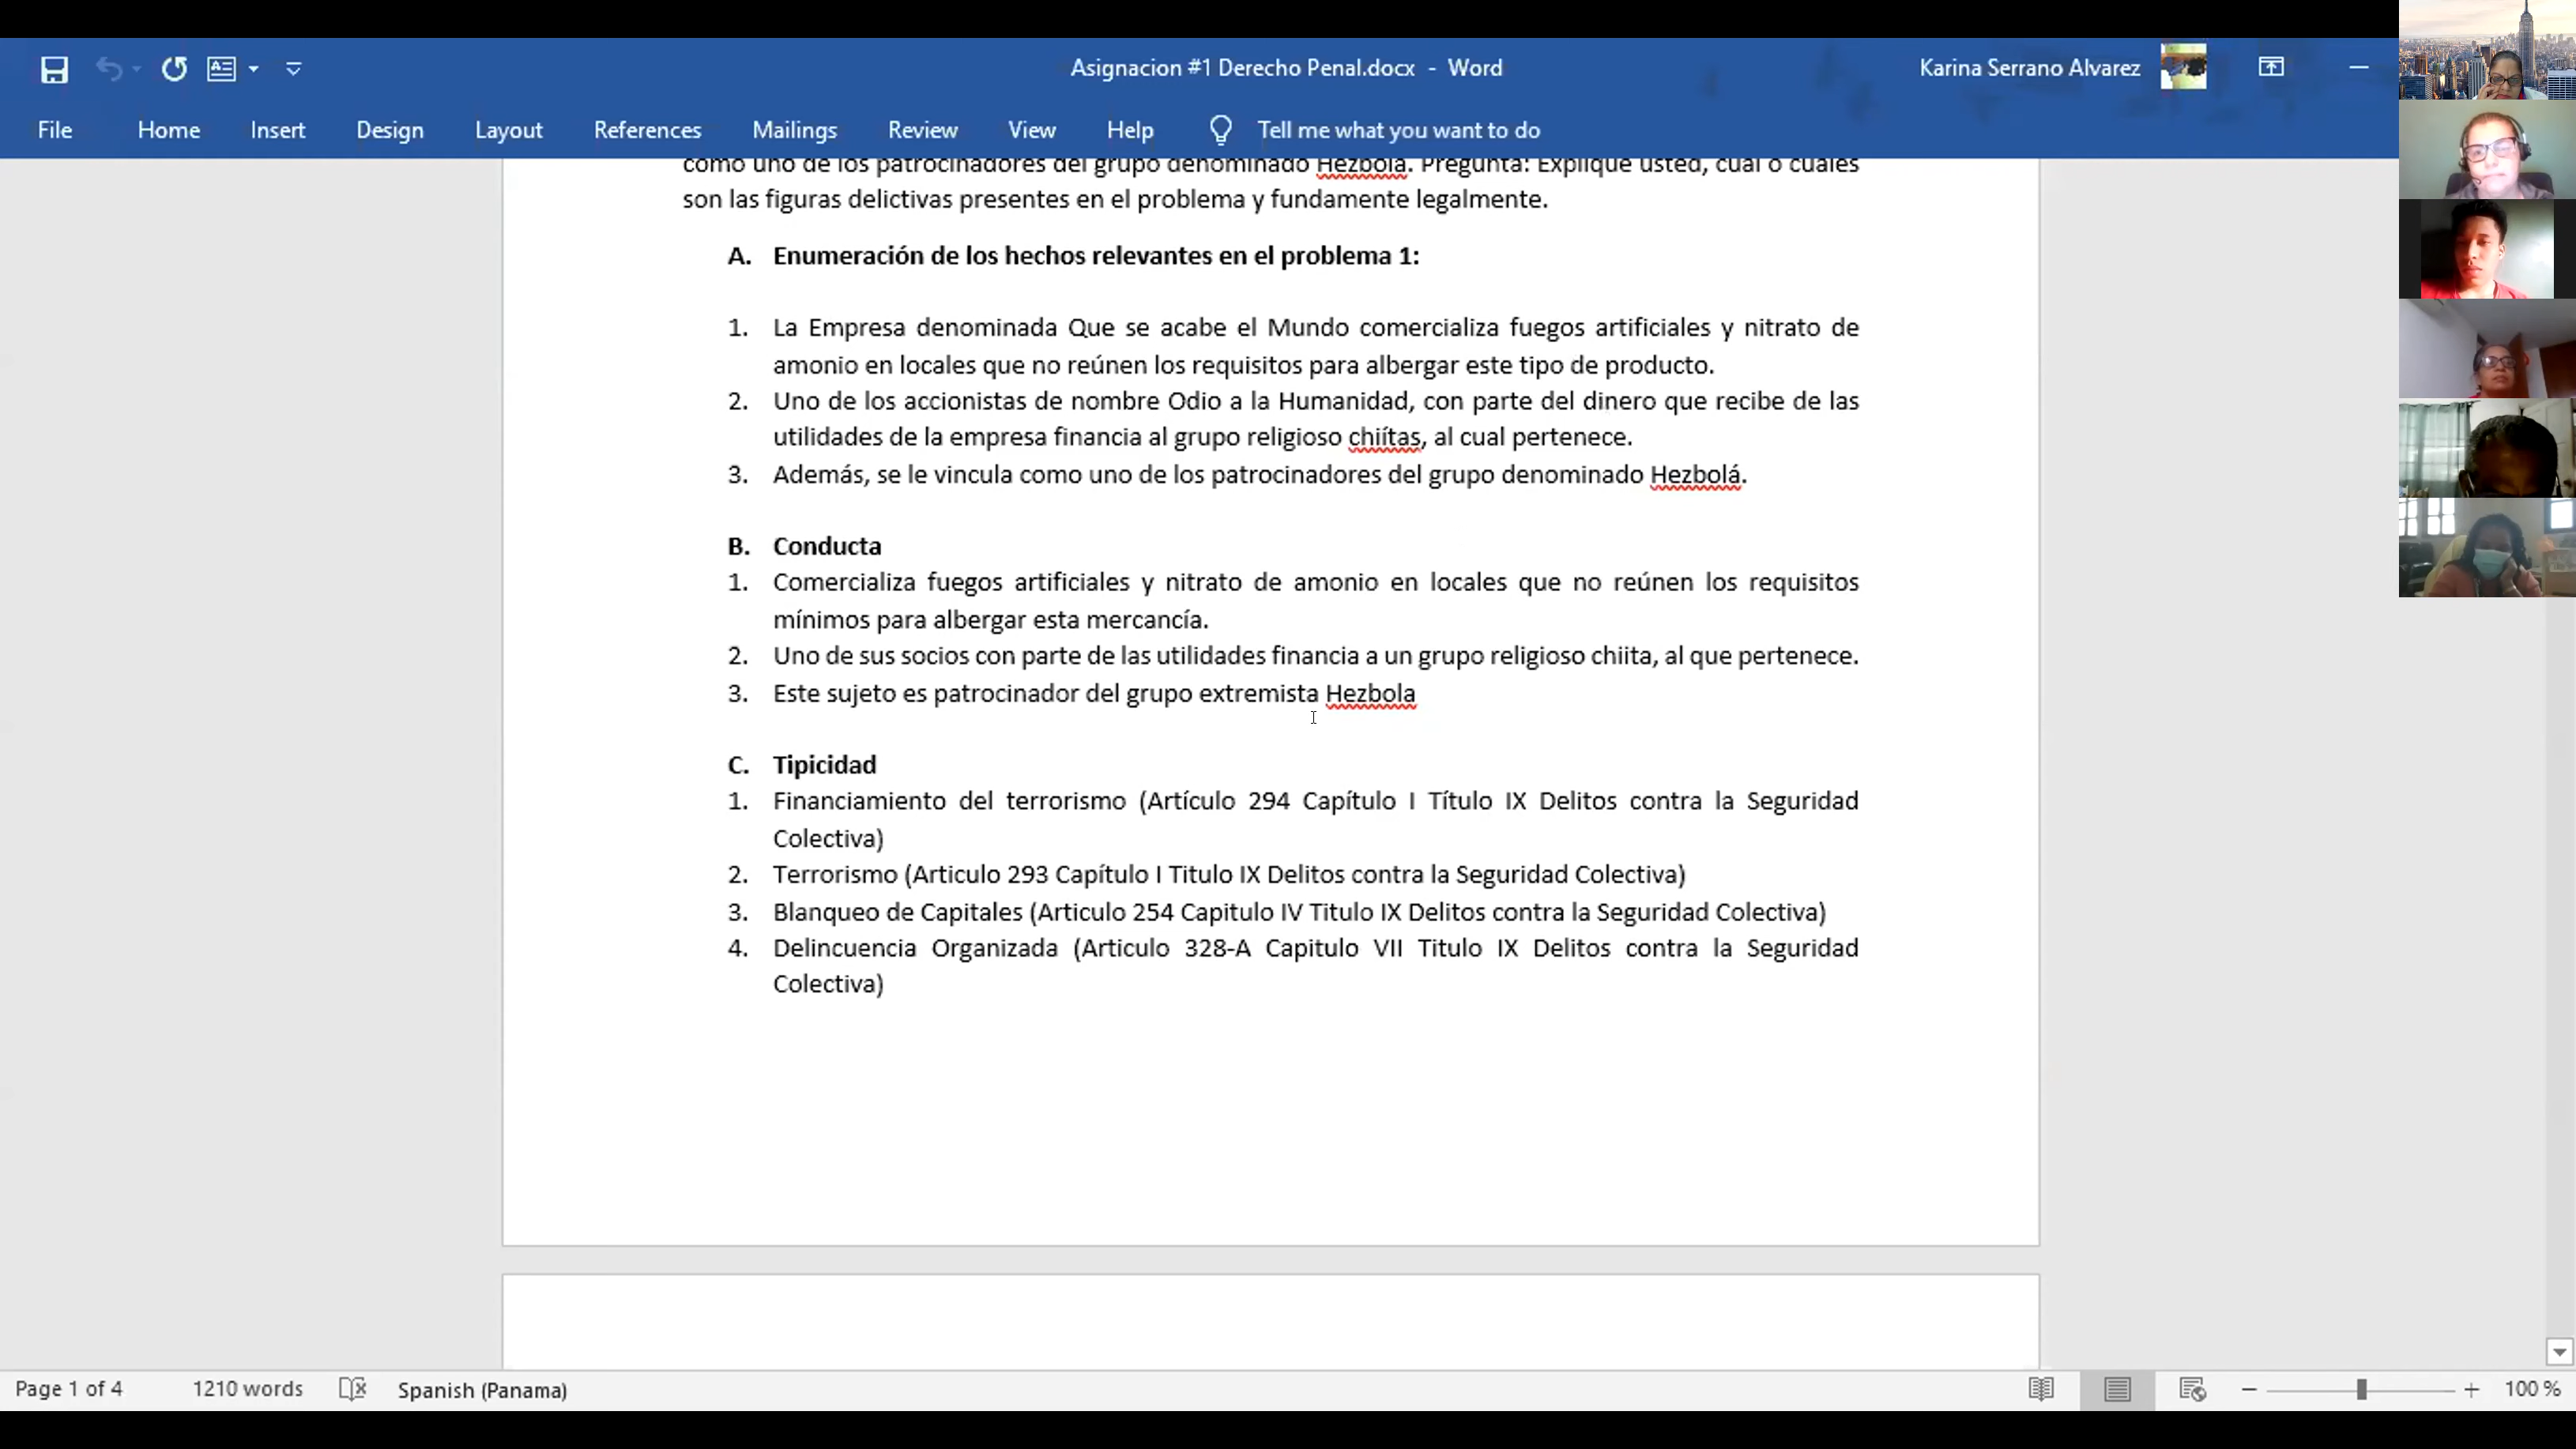 Asignacion #1 Derecho Penal.docx - Word
Karina Serrano Alvarez
File Home Insert Design Layout References Mailings Review View Help Tell me what you want to do
como uno de los patrocinadores del grupo denominado Hezbolá. Pregunta: Explique usted, cual o cuales
son las figuras delictivas presentes en el problema y fundamente legalmente.
A. Enumeración de los hechos relevantes en el problema 1:
1. La Empresa denominada Que se acabe el Mundo comercializa fuegos artificiales y nitrato de
amonio en locales que no reúnen los requisitos para albergar este tipo de producto.
2. Uno de los accionistas de nombre Odio a la Humanidad, con parte del dinero que recibe de las
utilidades de la empresa financia al grupo religioso chiítas, al cual pertenece.
3. Además, se le vincula como uno de los patrocinadores del grupo denominado Hezbolá.
B. Conducta
1. Comercializa fuegos artificiales y nitrato de amonio en locales que no reúnen los requisitos
mínimos para albergar esta mercancía.
2. Uno de sus socios con parte de las utilidades financia a un grupo religioso chiita, al que pertenece.
3. Este sujeto es patrocinador del grupo extremista Hezbola
C. Tipicidad
1. Financiamiento del terrorismo (Artículo 294 Capítulo I Título IX Delitos contra la Seguridad
Colectiva)
2. Terrorismo (Articulo 293 Capítulo I Titulo IX Delitos contra la Seguridad Colectiva)
3. Blanqueo de Capitales (Articulo 254 Capitulo IV Titulo IX Delitos contra la Seguridad Colectiva)
4. Delincuencia Organizada (Articulo 328-A Capitulo VII Titulo IX Delitos contra la Seguridad
Colectiva)
Page 1 of 4 1210 words Spanish (Panama) 100 %